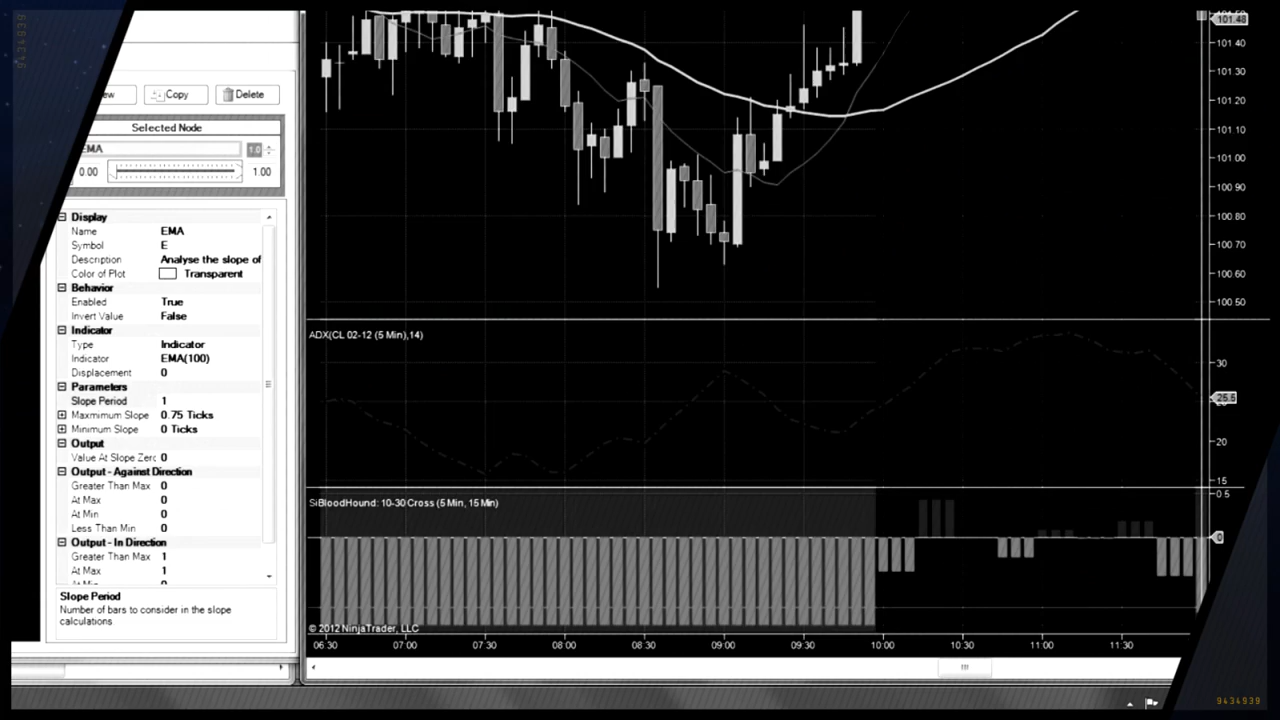 9434939
ew
Copy
Delete
Selected Node
EMA
1.0
0.00
1.00
Display
Name EMA
Symbol E
Description Analyse the slope of
Color of Plot Transparent
Behavior
Enabled True
Invert Value False
Indicator
Type Indicator
Indicator EMA(100)
Displacement 0
Parameters
Slope Period 1
Maxmimum Slope 0.75 Ticks
Minimum Slope 0 Ticks
Output
Value At Slope Zerc 0
Output - Against Direction
Greater Than Max 0
At Max 0
At Min 0
Less Than Min 0
Output - In Direction
Greater Than Max 1
At Max 1
Slope Period
Number of bars to consider in the slope
calculations
101.48
101.40
101.30
101.20
101.10
101.00
100.90
100.80
100.70
100.60
100.50
ADX(CL 02-12 (5 Min),14)
30
25.5
20
15
SiBloodHound: 10-30 Cross (5 Min, 15 Min)
0.5
0
© 2012 NinjaTrader, LLC
06:30 07:00 07:30 08:00 08:30 09:00 09:30 10:00 10:30 11:00 11:30
9434939